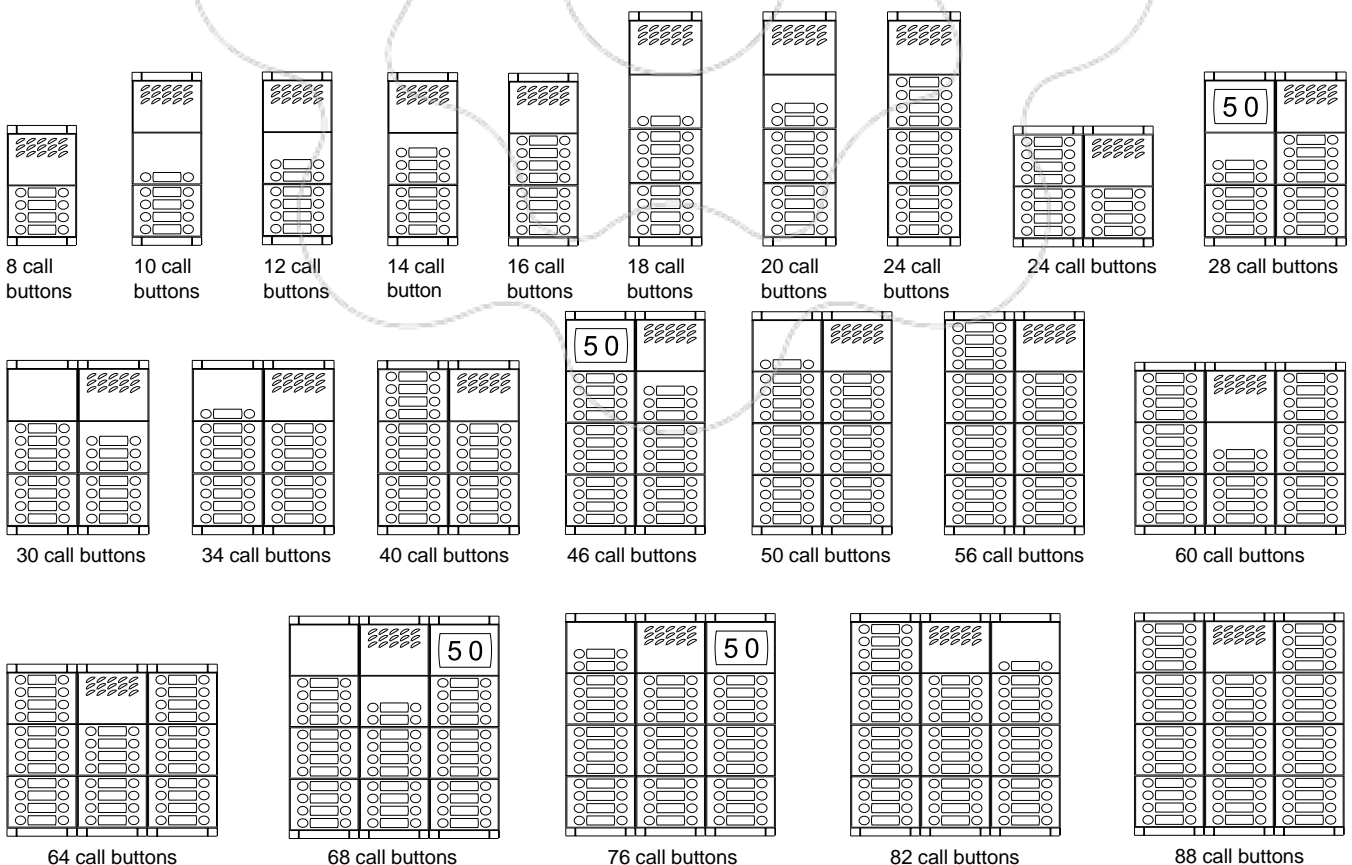 50
8 call
buttons
10 call
buttons
12 call
buttons
14 call
button
16 call
buttons
18 call
buttons
20 call
buttons
24 call
buttons
24 call buttons
28 call buttons
50
30 call buttons
34 call buttons
40 call buttons
46 call buttons
50 call buttons
56 call buttons
60 call buttons
50
50
64 call buttons
68 call buttons
76 call buttons
82 call buttons
88 call buttons